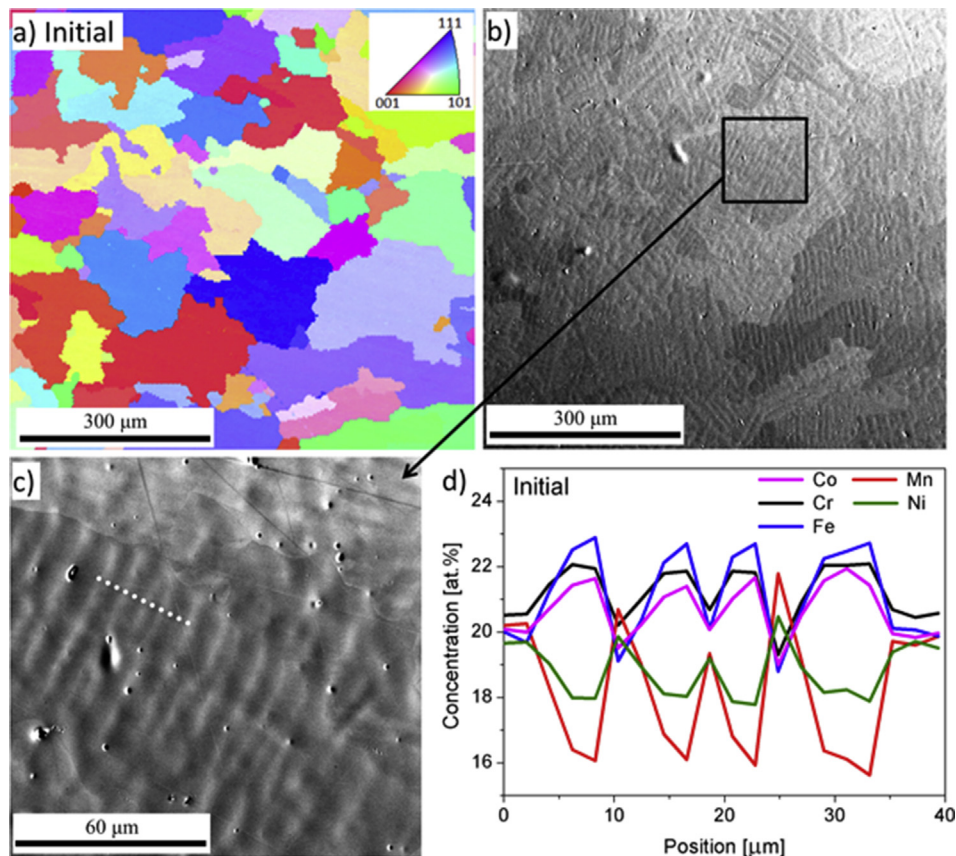 a) Initial
111
001
101
300 µm
b)
300 µm
c)
60 µm
d)
Initial
Co
Mn
Cr
Ni
Fe
24
22
20
18
16
Concentration [at.%]
0
10
20
30
40
Position [µm]